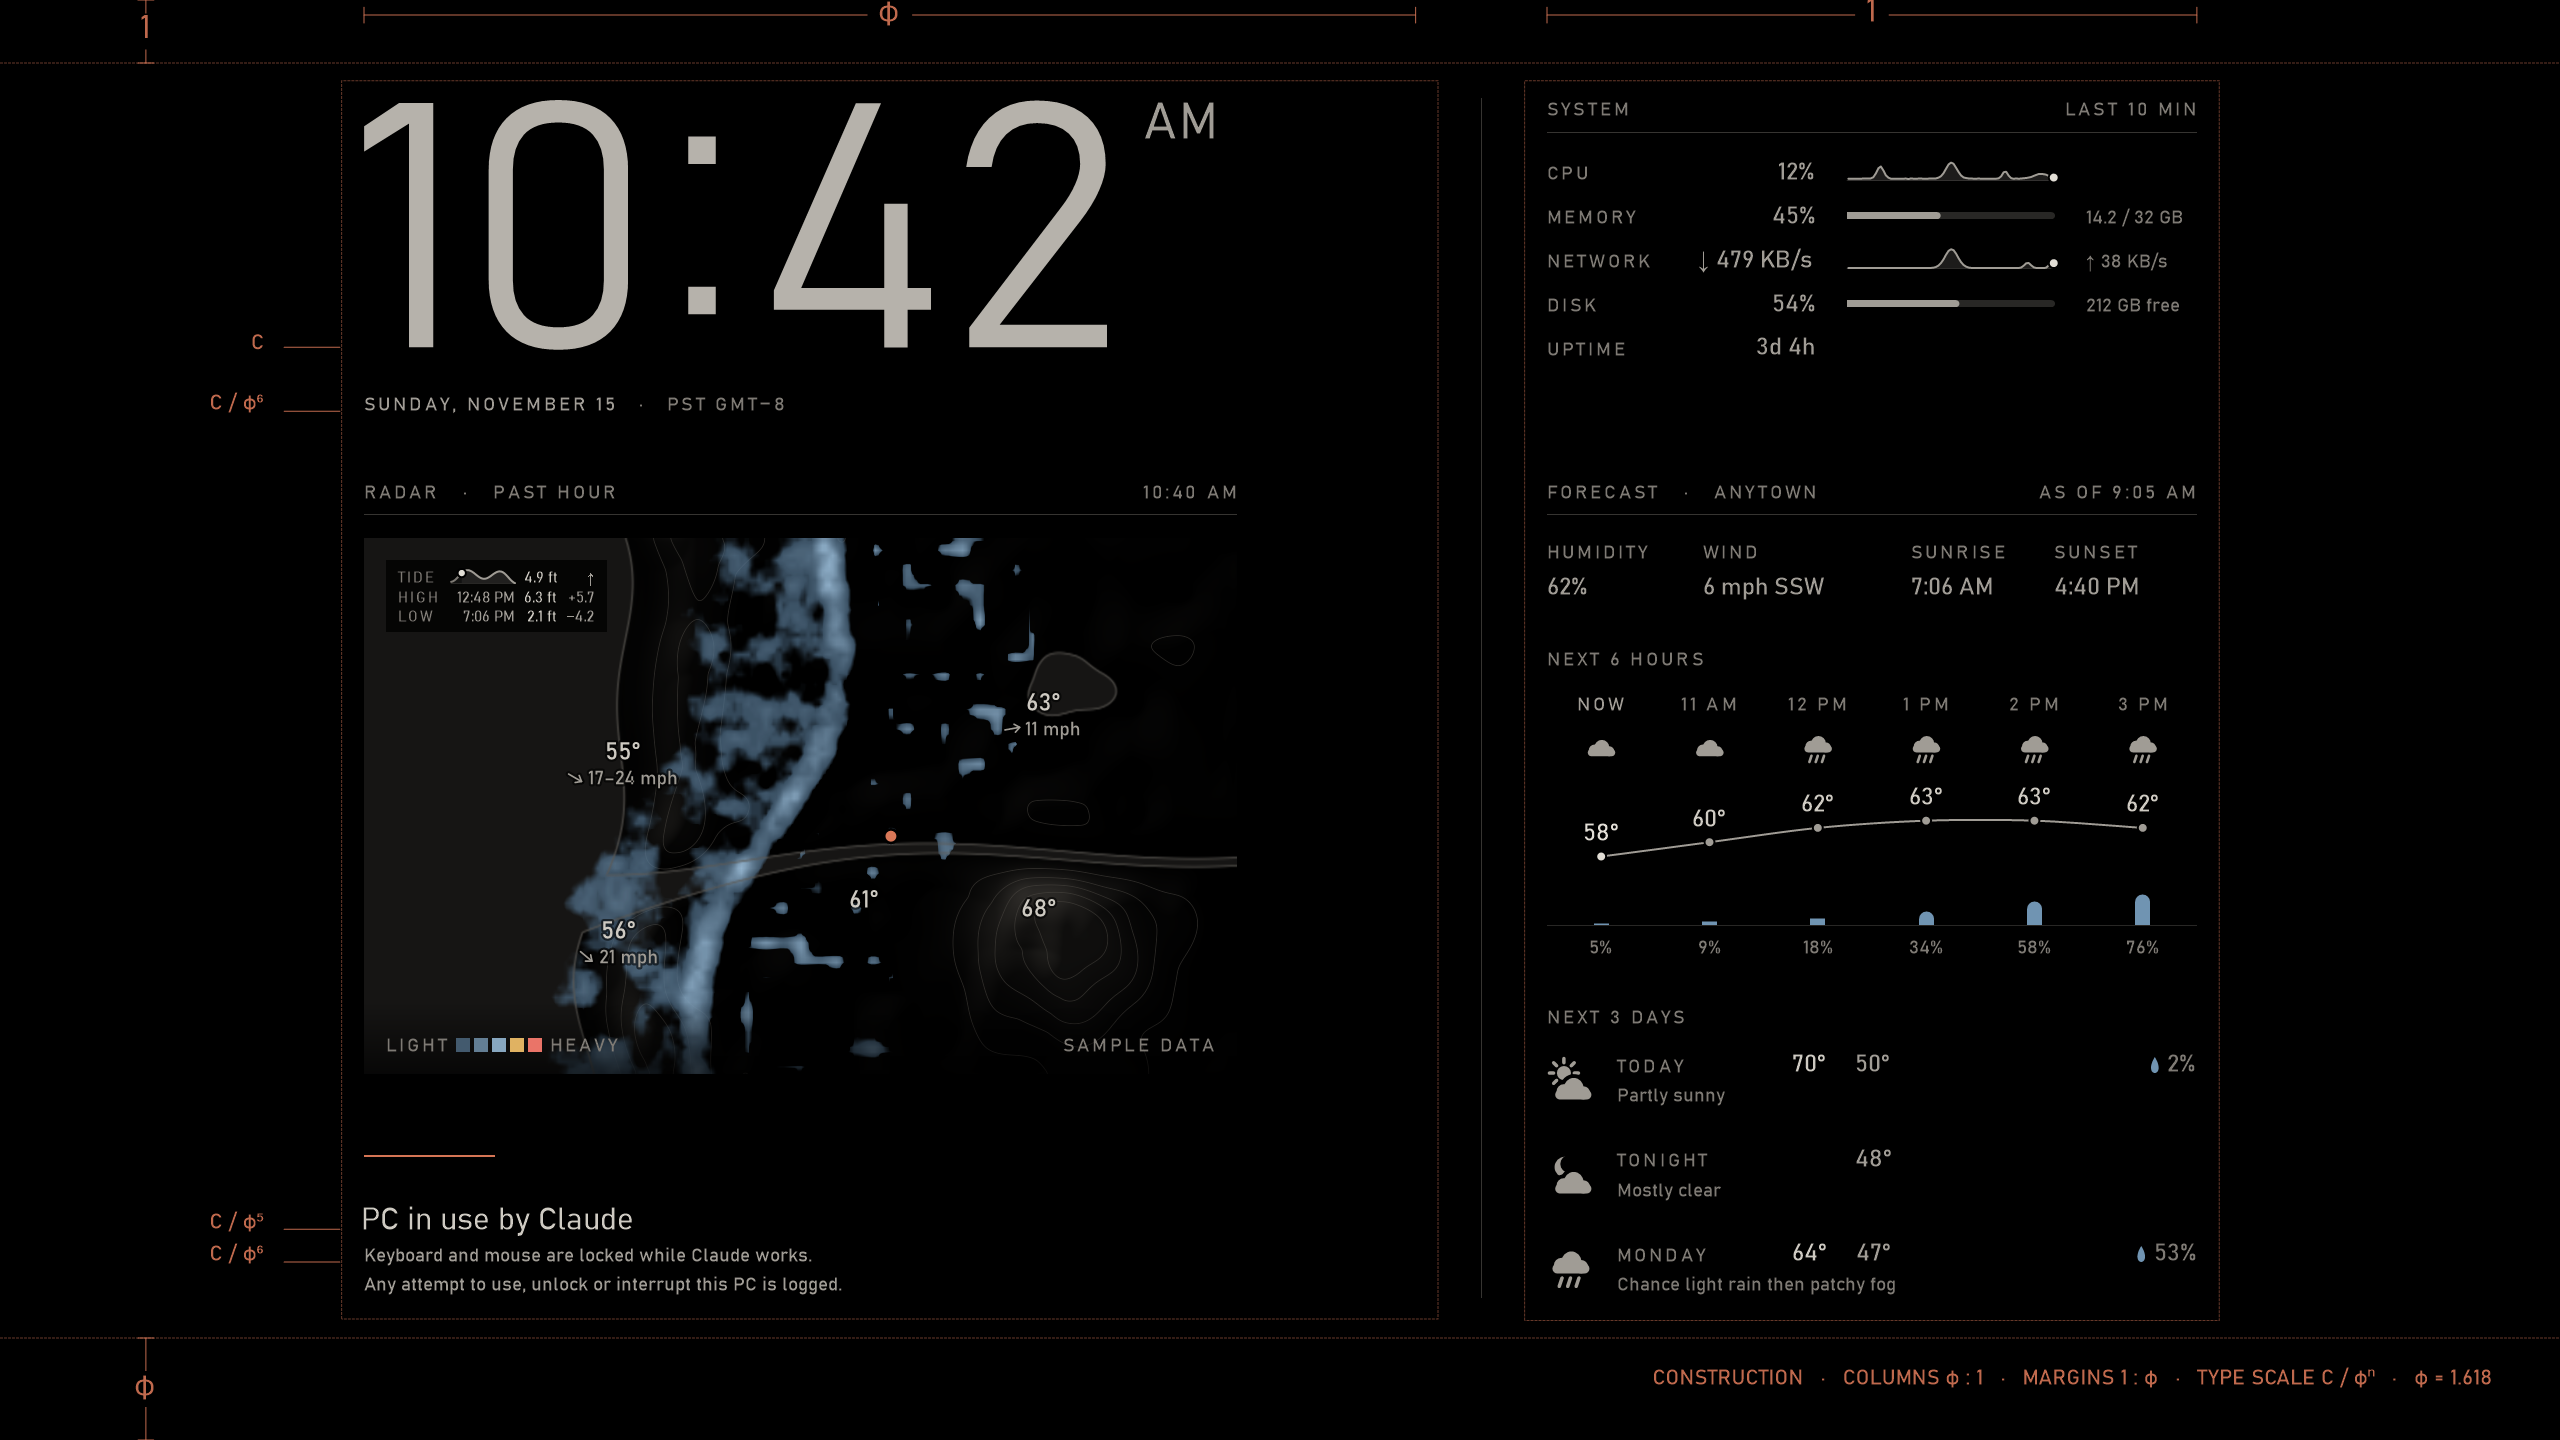 1
φ
1
10:42 AM
C
C / φ⁶
SUNDAY, NOVEMBER 15 · PST GMT−8
RADAR · PAST HOUR
10:40 AM
TIDE 4.9 ft ↑
HIGH 12:48 PM 6.3 ft +5.7
LOW 7:06 PM 2.1 ft −4.2
63°
→ 11 mph
55°
↘ 17–24 mph
61°
68°
56°
↘ 21 mph
LIGHT HEAVY
SAMPLE DATA
C / φ⁵
PC in use by Claude
C / φ⁶
Keyboard and mouse are locked while Claude works.
Any attempt to use, unlock or interrupt this PC is logged.
φ
SYSTEM LAST 10 MIN
CPU 12%
MEMORY 45% 14.2 / 32 GB
NETWORK ↓ 479 KB/s ↑ 38 KB/s
DISK 54% 212 GB free
UPTIME 3d 4h
FORECAST · ANYTOWN AS OF 9:05 AM
HUMIDITY WIND SUNRISE SUNSET
62% 6 mph SSW 7:06 AM 4:40 PM
NEXT 6 HOURS
NOW 11 AM 12 PM 1 PM 2 PM 3 PM
58° 60° 62° 63° 63° 62°
5% 9% 18% 34% 58% 76%
NEXT 3 DAYS
TODAY 70° 50° 2%
Partly sunny
TONIGHT 48°
Mostly clear
MONDAY 64° 47° 53%
Chance light rain then patchy fog
CONSTRUCTION · COLUMNS φ : 1 · MARGINS 1 : φ · TYPE SCALE C / φⁿ · φ = 1.618